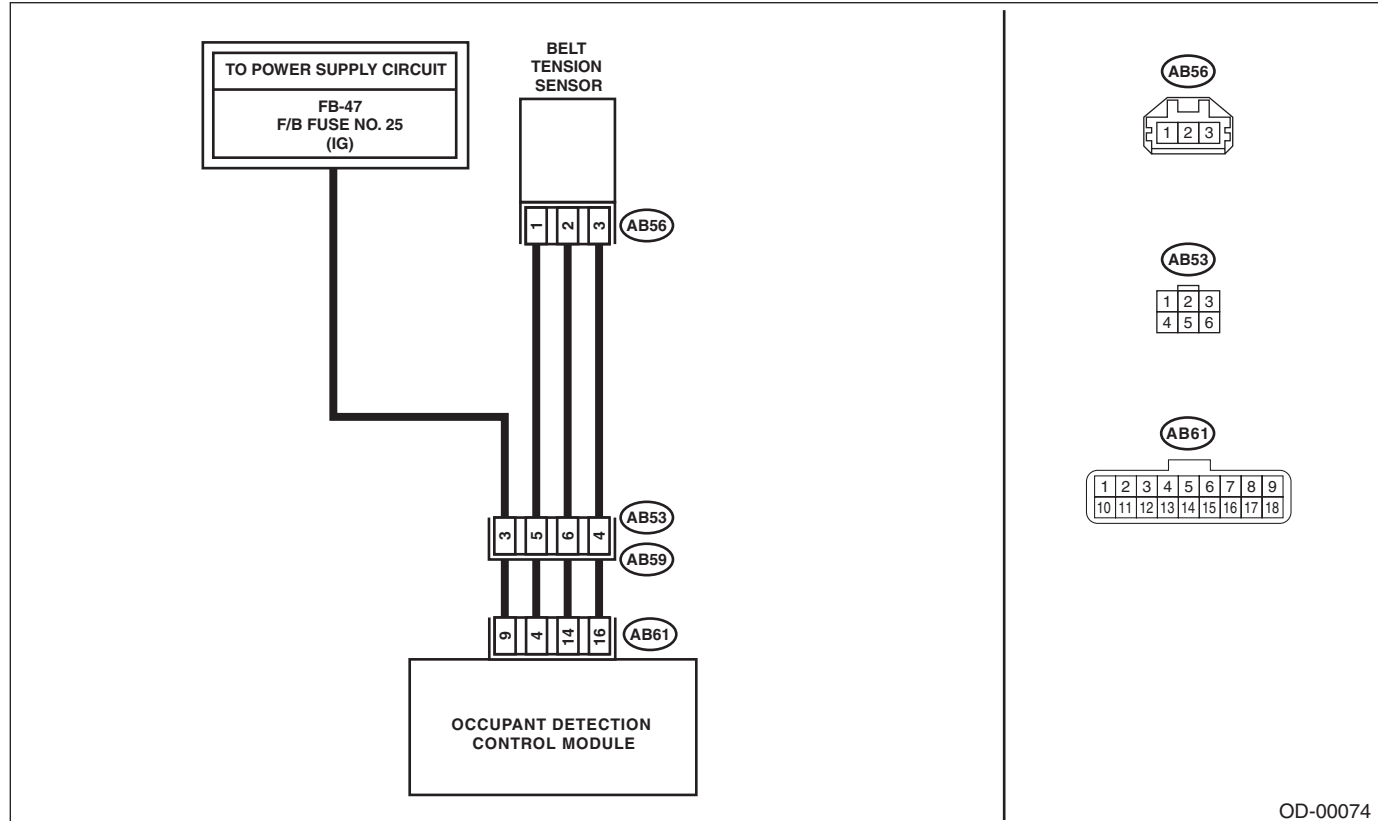 TO POWER SUPPLY CIRCUIT
FB-47
F/B FUSE NO. 25
(IG)
BELT
TENSION
SENSOR
1 2 3
AB56
AB53
3 5 6 4
AB59
9 4 14 16
AB61
OCCUPANT DETECTION
CONTROL MODULE
AB56
1 2 3
AB53
1 2 3
4 5 6
AB61
1 2 3 4 5 6 7 8 9
10 11 12 13 14 15 16 17 18
OD-00074